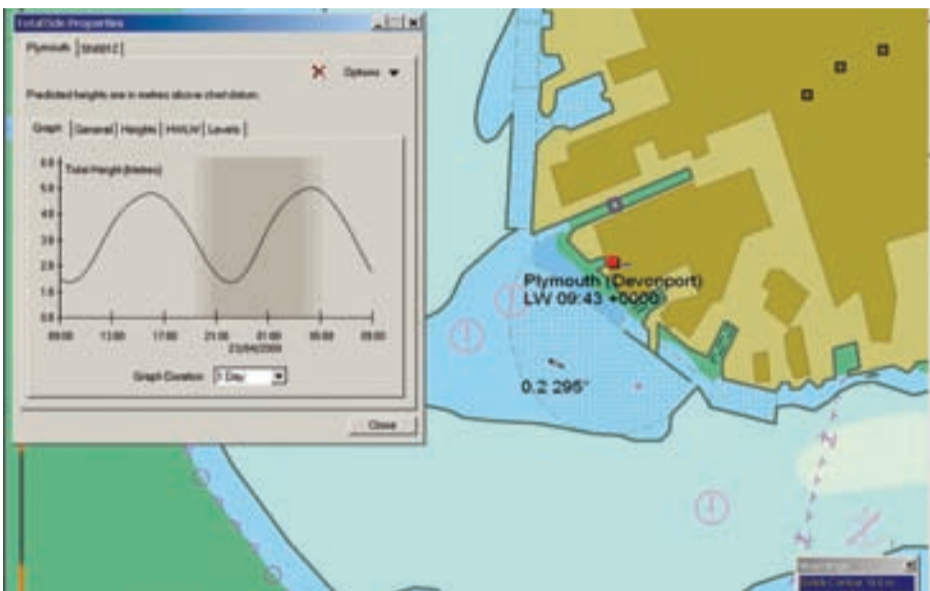 TotalTide Properties
Plymouth
Options
Predicted heights are in metres above chart datum.
Graph General Heights HW/LW Levels
Total Height (Metres)
6.0
5.0
4.0
3.0
2.0
1.0
0.0
09:00 13:00 17:00 21:00 01:00 05:00 09:00
Graph Duration 1 Day
Close
Plymouth (Devonport)
LW 09:43 +0000
0.2 295°